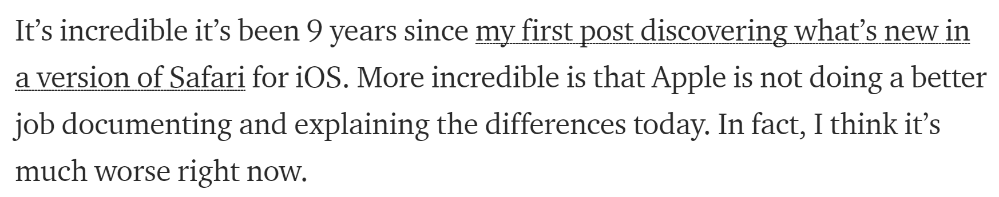 It’s incredible it’s been 9 years since my first post discovering what’s new in
a version of Safari for iOS. More incredible is that Apple is not doing a better
job documenting and explaining the differences today. In fact, I think it’s
much worse right now.